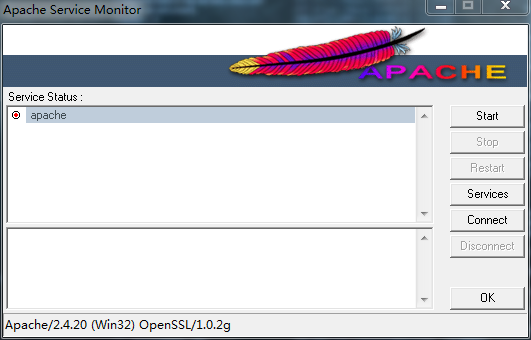 Apache Service Monitor
APACHE
Service Status :
apache
Start
Stop
Restart
Services
Connect
Disconnect
OK
Apache/2.4.20 (Win32) OpenSSL/1.0.2g